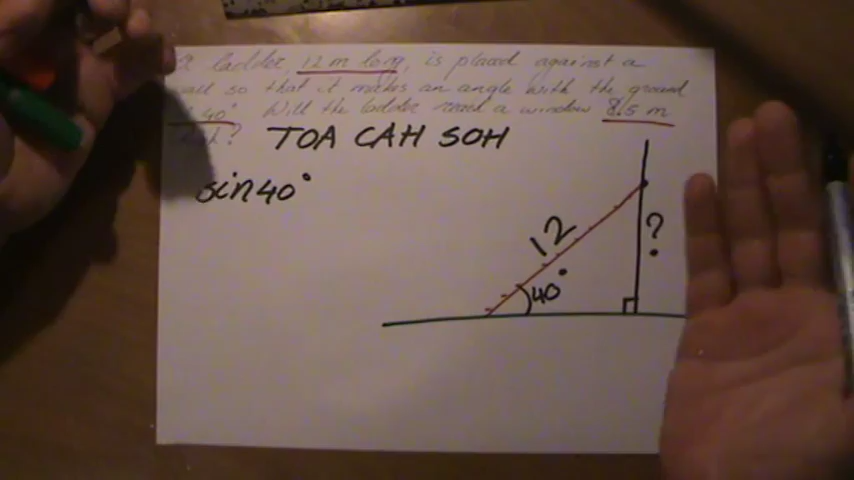 a ladder, 12 m long, is placed against a
wall so that it makes an angle with the ground
40° Will the ladder reach a window 8.5 m
TOA CAH SOH
sin40°
12
?
40°